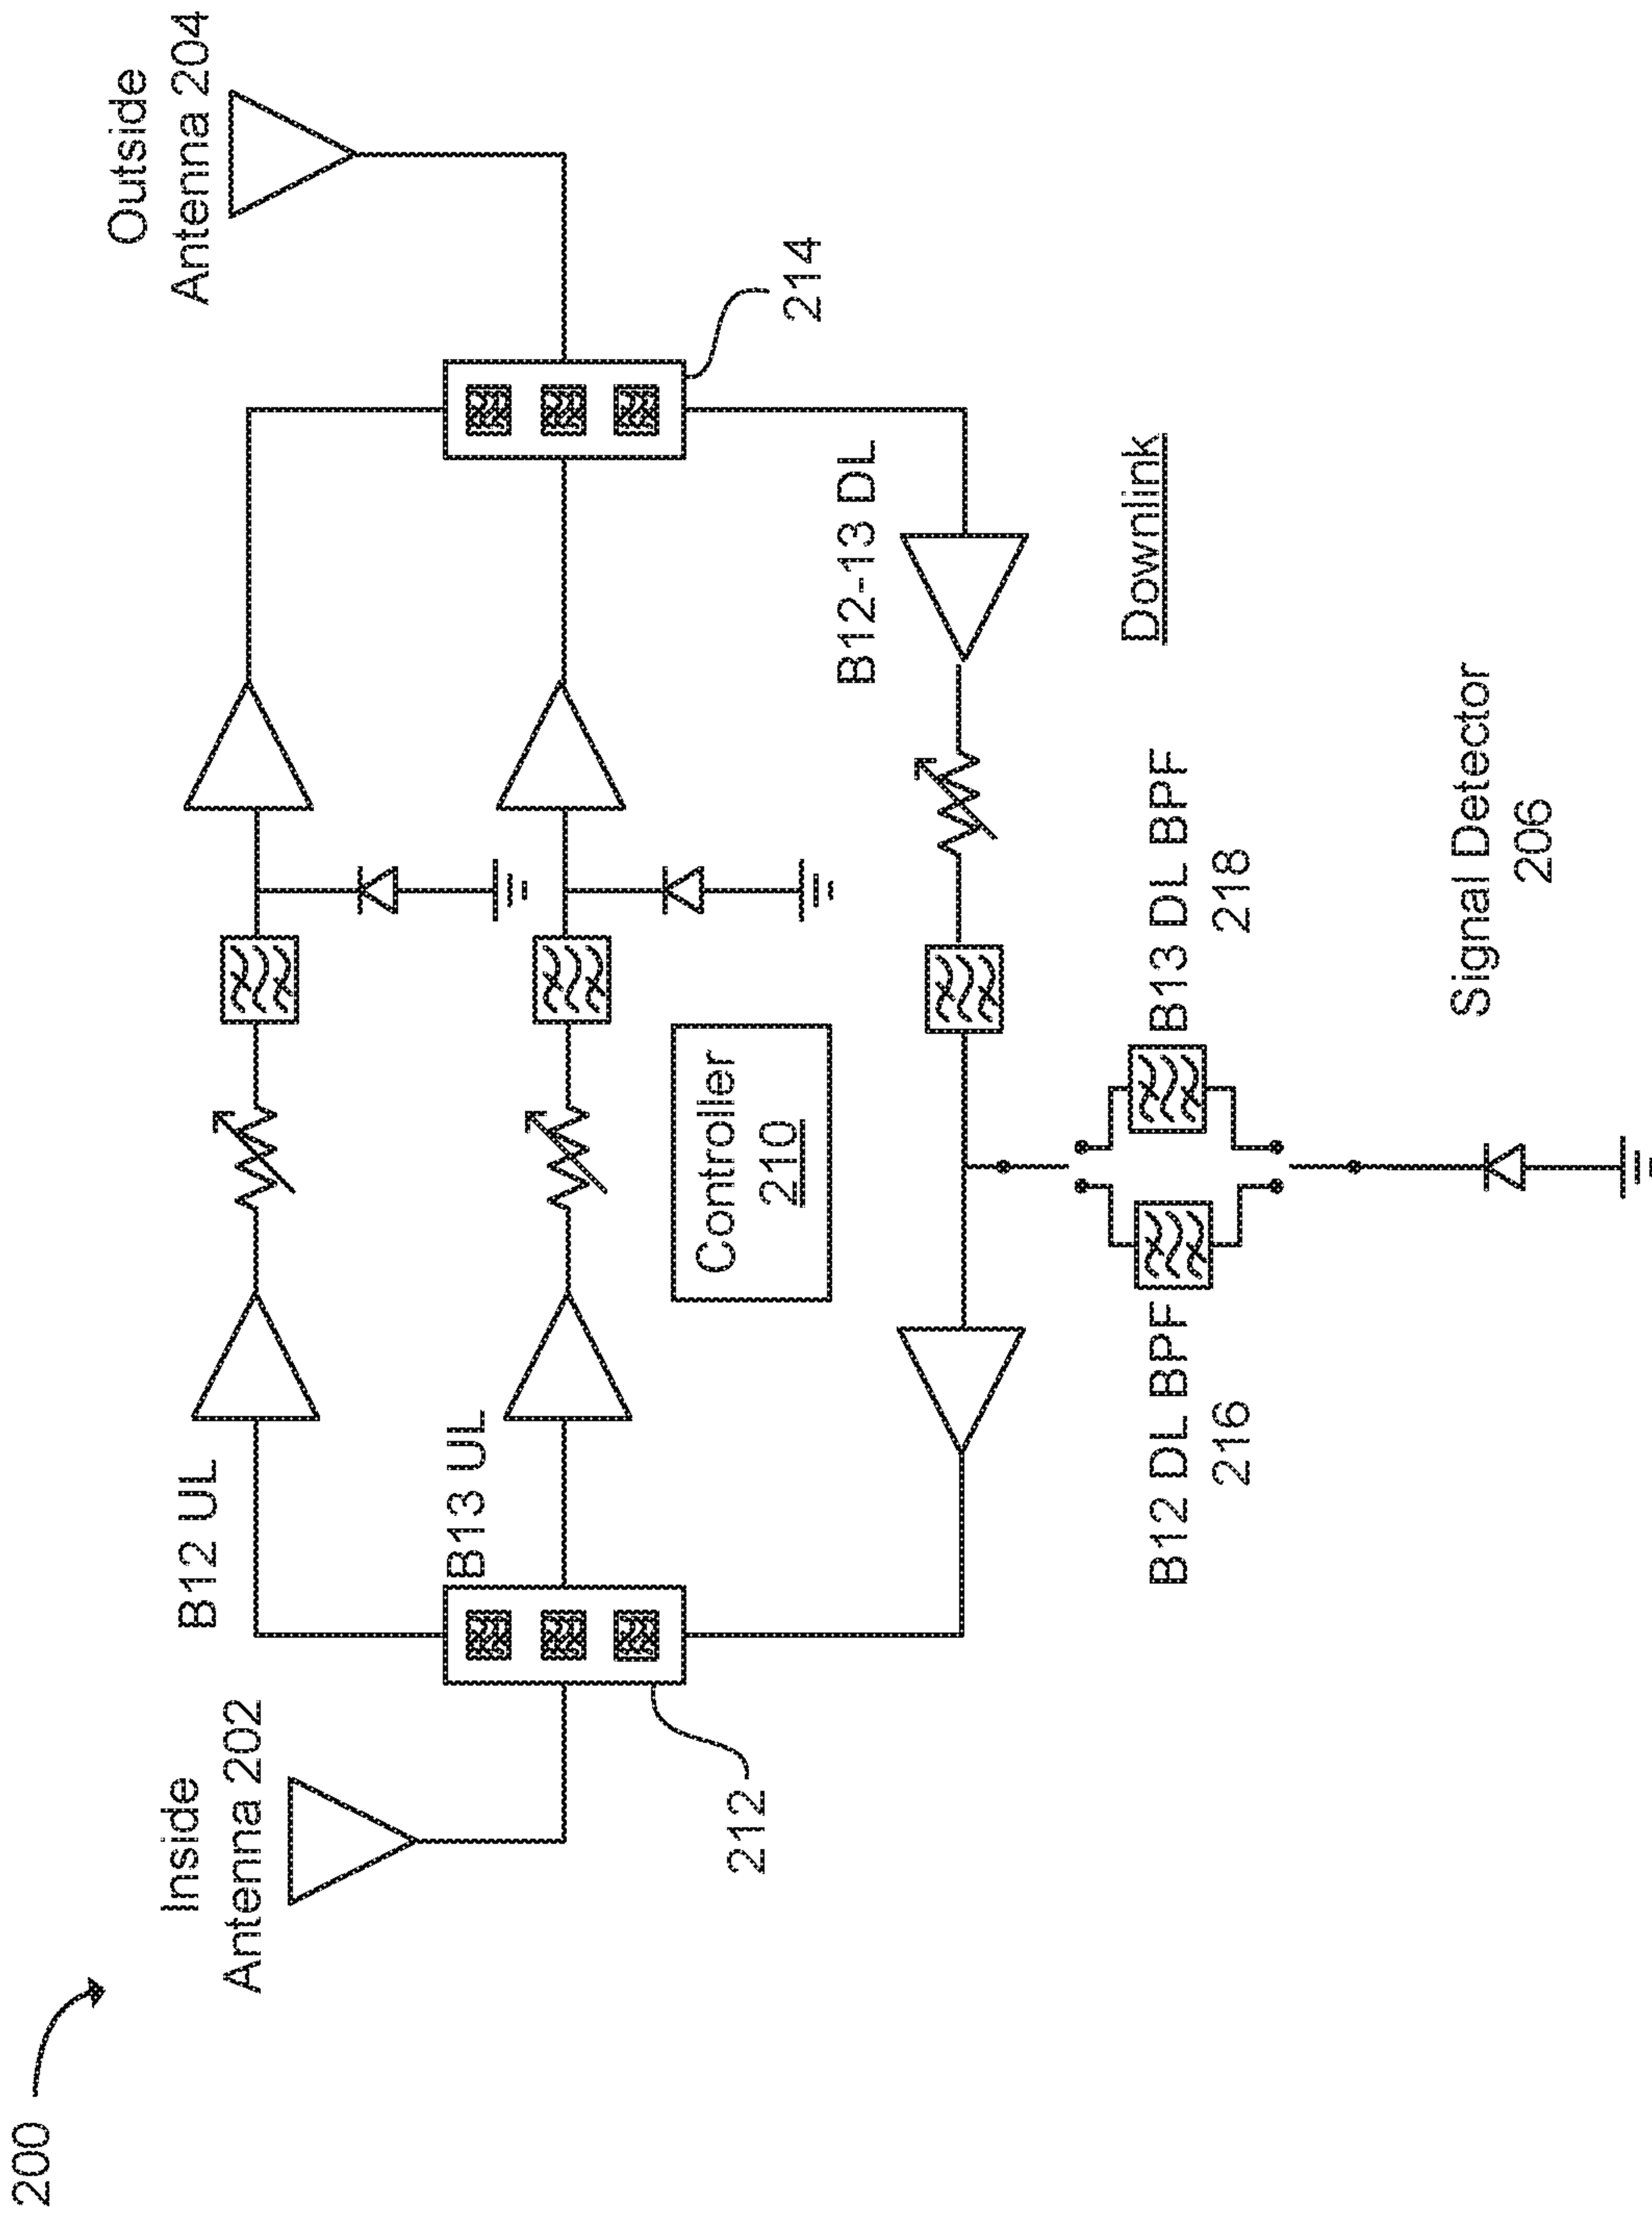 200
Inside
Antenna 202
Outside
Antenna 204
B12 UL
B13 UL
212
214
Controller
210
B12-13 DL
Downlink
B12 DL BPF
216
B13 DL BPF
218
Signal Detector
206